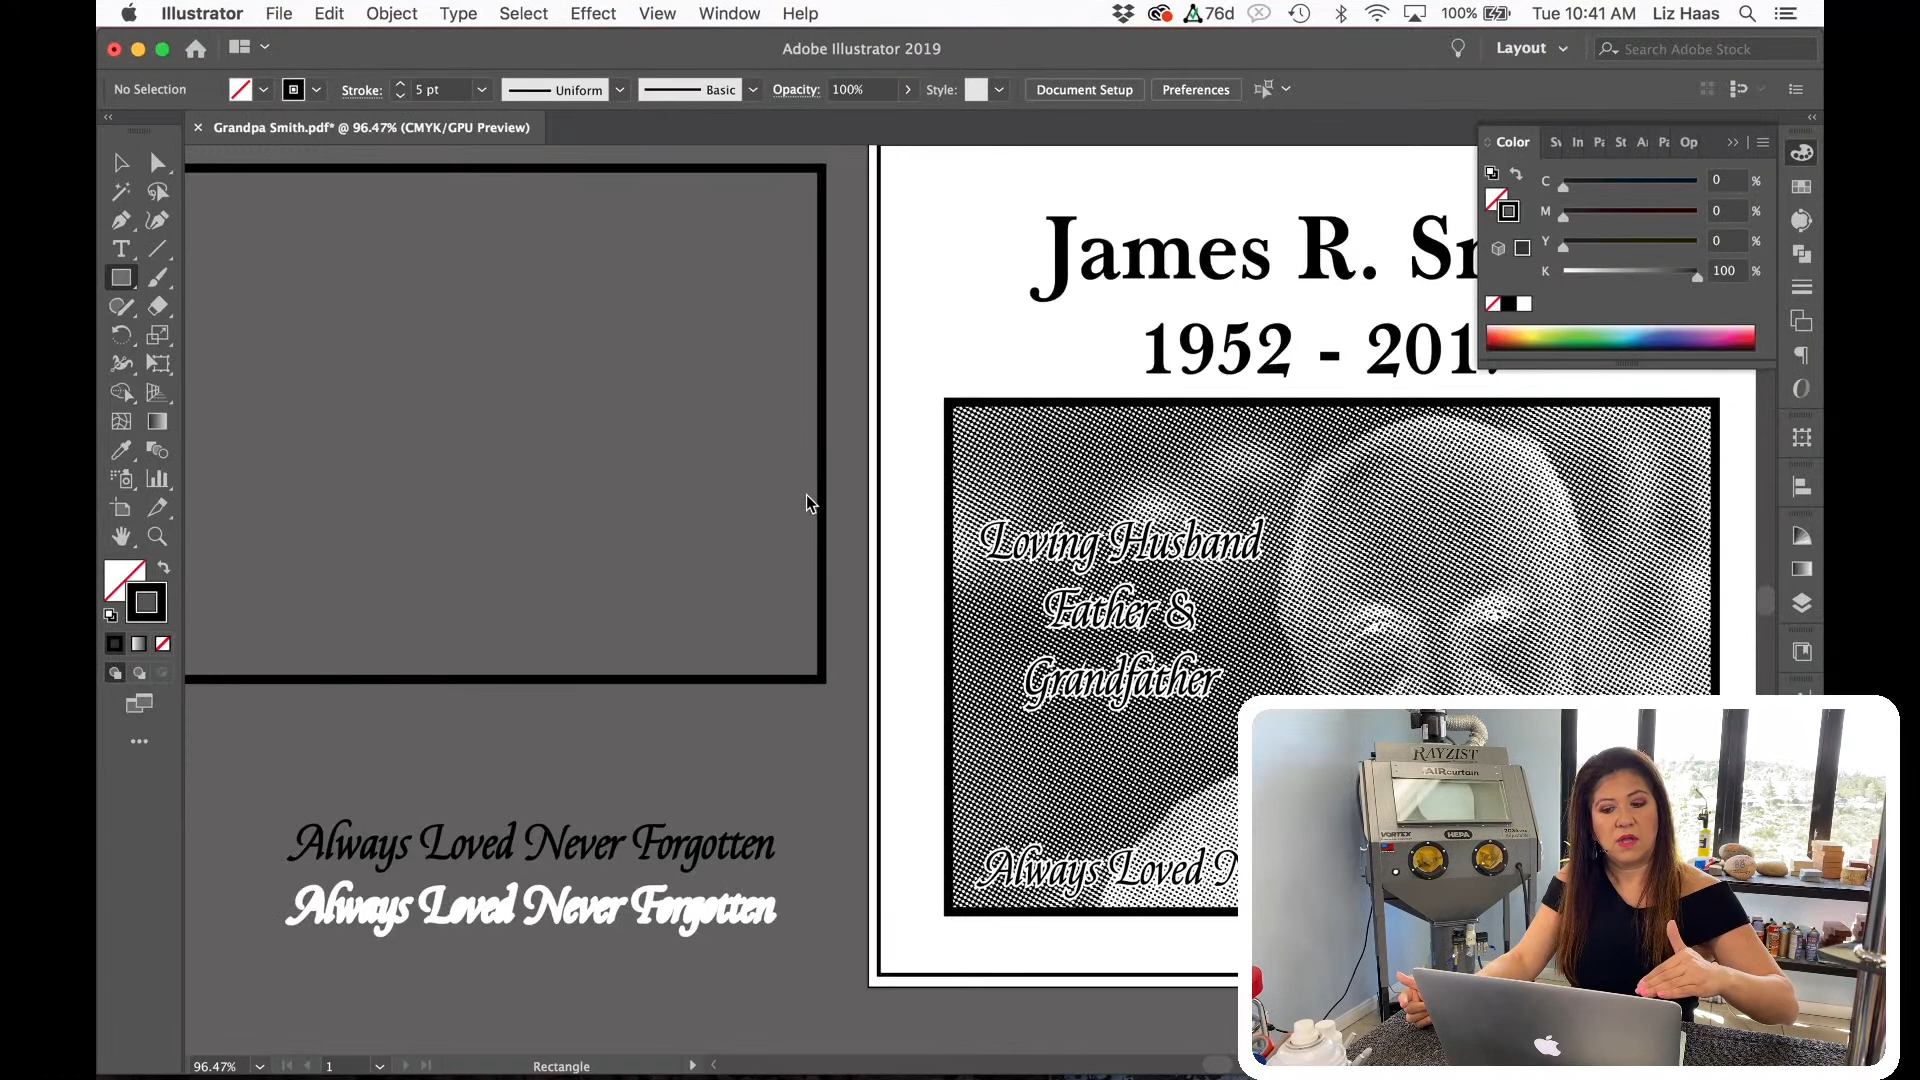 Illustrator File Edit Object Type Select Effect View Window Help 76d 100% Tue 10:41 AM Liz Haas
Adobe Illustrator 2019 Layout Search Adobe Stock
No Selection Stroke: 5 pt Uniform Basic Opacity: 100% Style: Document Setup Preferences
Grandpa Smith.pdf* @ 96.47% (CMYK/GPU Preview)
Color In St Op
C 0 %
M 0 %
Y 0 %
K 100 %
James R.
1952 - 201
Loving Husband
Father &
Grandfather
Always Loved
Always Loved Never Forgotten
Always Loved Never Forgotten
RAYZIST
AIRcurtain
VORTEX HEPA
96.47% 1 Rectangle